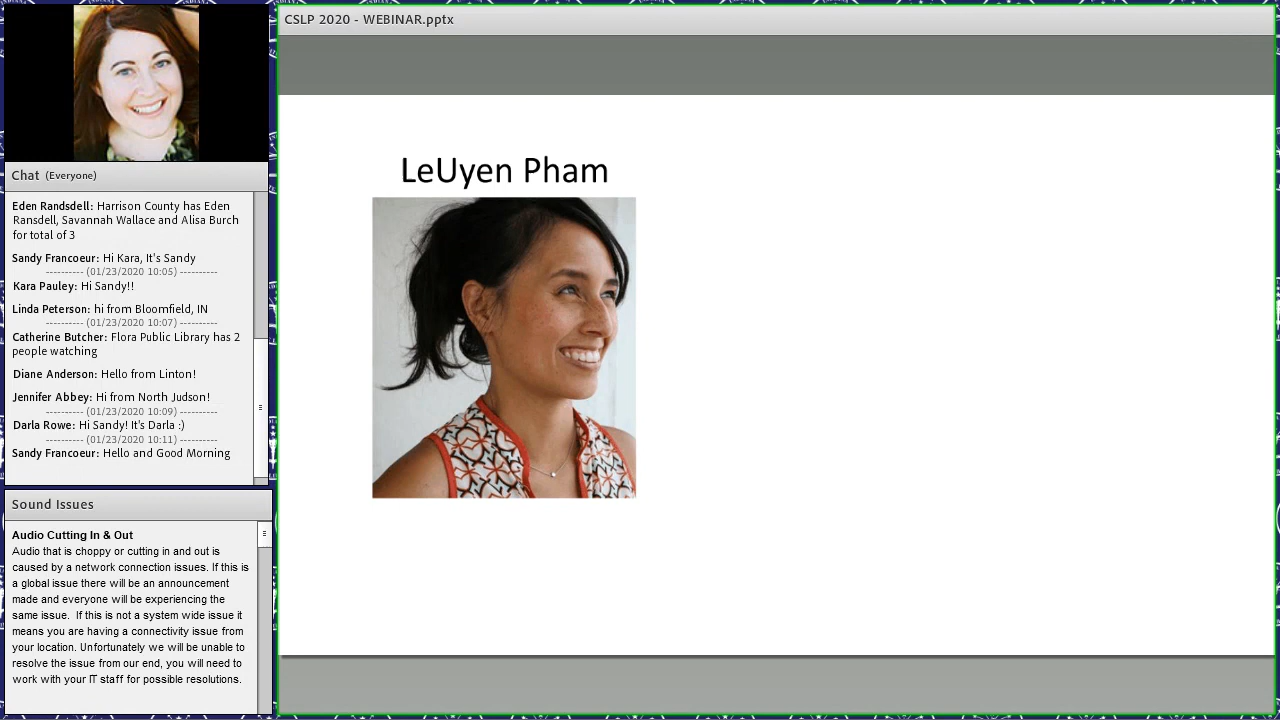 CSLP 2020 - WEBINAR.pptx
LeUyen Pham
Chat (Everyone)
Eden Randsdell: Harrison County has Eden
Ransdell, Savannah Wallace and Alisa Burch
for total of 3
Sandy Francoeur: Hi Kara, It's Sandy
---------- (01/23/2020 10:05) ----------
Kara Pauley: Hi Sandy!!
Linda Peterson: hi from Bloomfield, IN
---------- (01/23/2020 10:07) ----------
Catherine Butcher: Flora Public Library has 2
people watching
Diane Anderson: Hello from Linton!
Jennifer Abbey: Hi from North Judson!
---------- (01/23/2020 10:09) ----------
Darla Rowe: Hi Sandy! It's Darla :)
---------- (01/23/2020 10:11) ----------
Sandy Francoeur: Hello and Good Morning
Sound Issues
Audio Cutting In & Out
Audio that is choppy or cutting in and out is
caused by a network connection issues. If this is
a global issue there will be an announcement
made and everyone will be experiencing the
same issue.  If this is not a system wide issue it
means you are having a connectivity issue from
your location. Unfortunately we will be unable to
resolve the issue from our end, you will need to
work with your IT staff for possible resolutions.